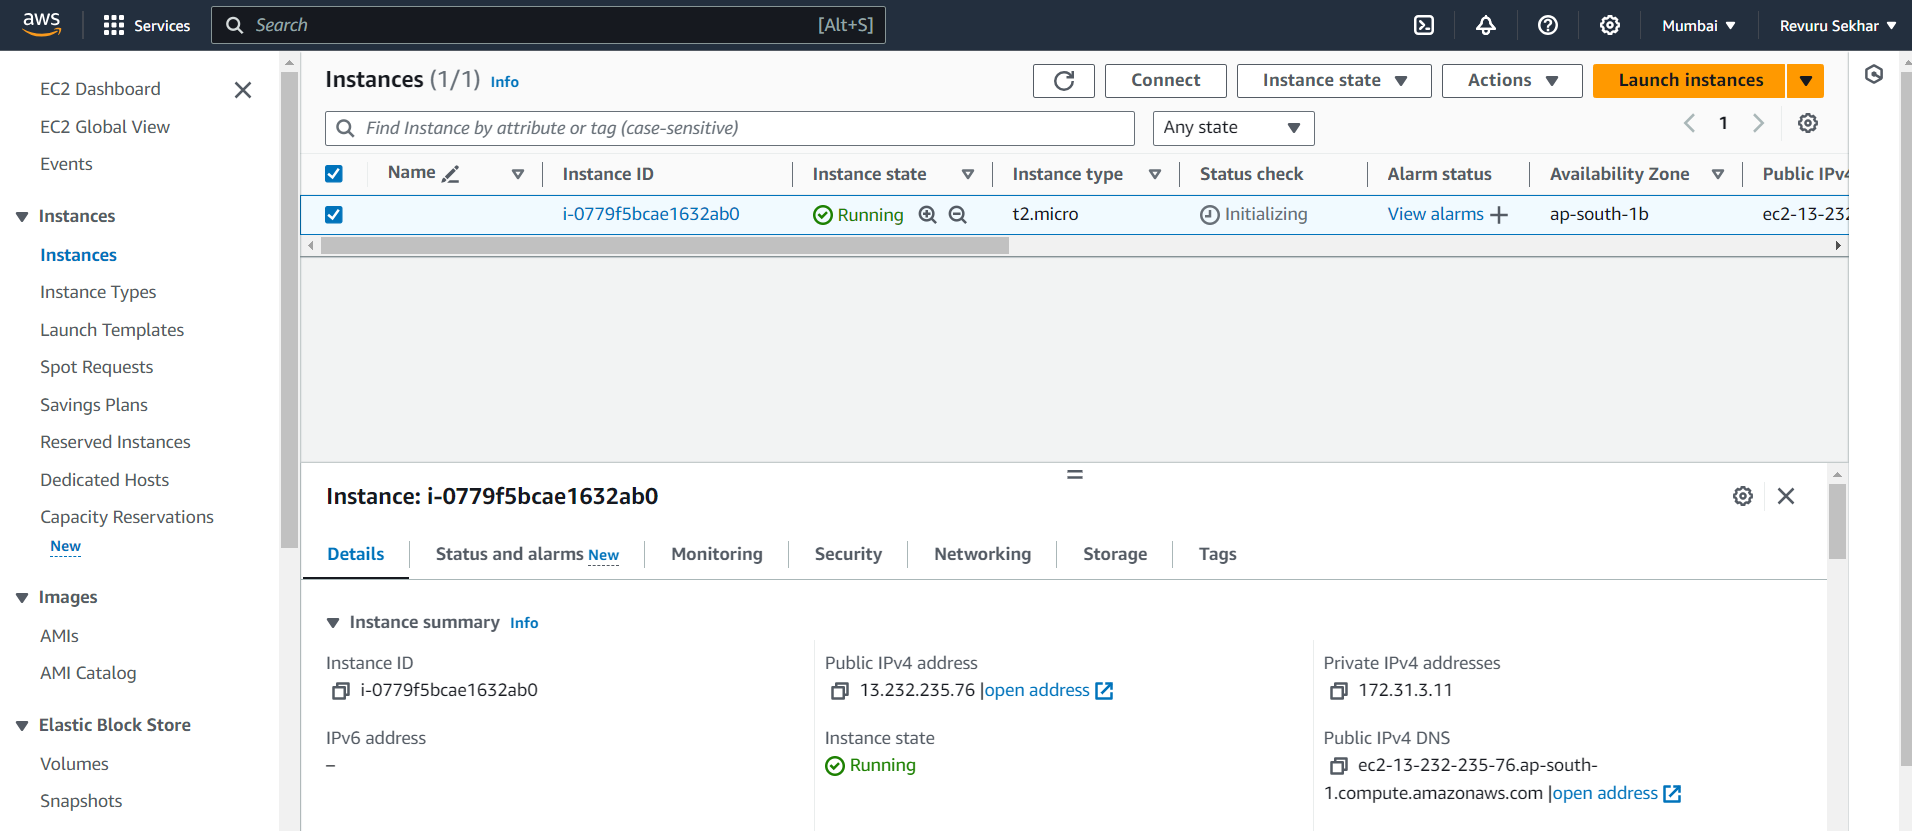 aws Services Search [Alt+S] Mumbai Revuru Sekhar
EC2 Dashboard
EC2 Global View
Events
Instances
Instances
Instance Types
Launch Templates
Spot Requests
Savings Plans
Reserved Instances
Dedicated Hosts
Capacity Reservations
New
Images
AMIs
AMI Catalog
Elastic Block Store
Volumes
Snapshots
Instances (1/1) Info Connect Instance state Actions Launch instances
Find Instance by attribute or tag (case-sensitive) Any state 1
Name Instance ID Instance state Instance type Status check Alarm status Availability Zone Public IPv4
i-0779f5bcae1632ab0 Running t2.micro Initializing View alarms ap-south-1b ec2-13-232
Instance: i-0779f5bcae1632ab0
Details Status and alarms New Monitoring Security Networking Storage Tags
Instance summary Info
Instance ID Public IPv4 address Private IPv4 addresses
i-0779f5bcae1632ab0 13.232.235.76 |open address 172.31.3.11
IPv6 address Instance state Public IPv4 DNS
– Running ec2-13-232-235-76.ap-south-
1.compute.amazonaws.com |open address